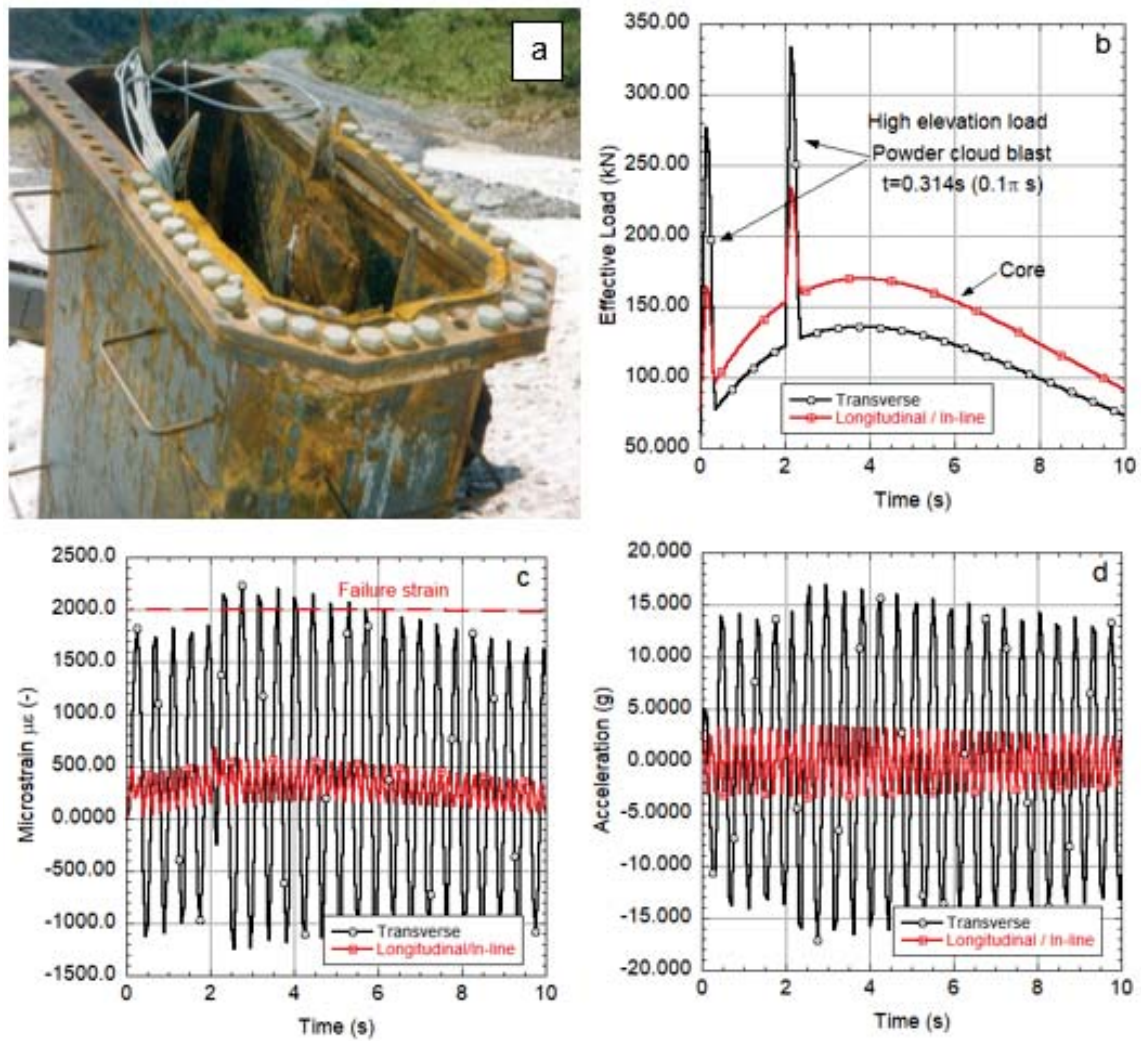 a
b
350.00
300.00
250.00
200.00
150.00
100.00
50.000
Effective Load (kN)
High elevation load
Powder cloud blast
t=0.314s (0.1π s)
Core
Transverse
Longitudinal / In-line
0 2 4 6 8 10
Time (s)
c
2500.0
2000.0
1500.0
1000.0
500.00
0.0000
-500.00
-1000.0
-1500.0
Microstrain με (-)
Failure strain
Transverse
Longitudinal/In-line
0 2 4 6 8 10
Time (s)
d
20.000
15.000
10.000
5.0000
0.0000
-5.0000
-10.000
-15.000
-20.000
Acceleration (g)
Transverse
Longitudinal / In-line
0 2 4 6 8 10
Time (s)